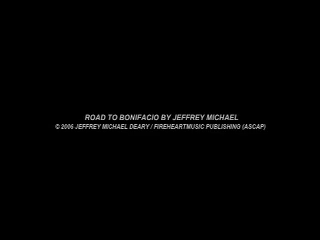 ROAD TO BONIFACIO BY JEFFREY MICHAEL
© 2006 JEFFREY MICHAEL DEARY / FIREHEARTMUSIC PUBLISHING (ASCAP)